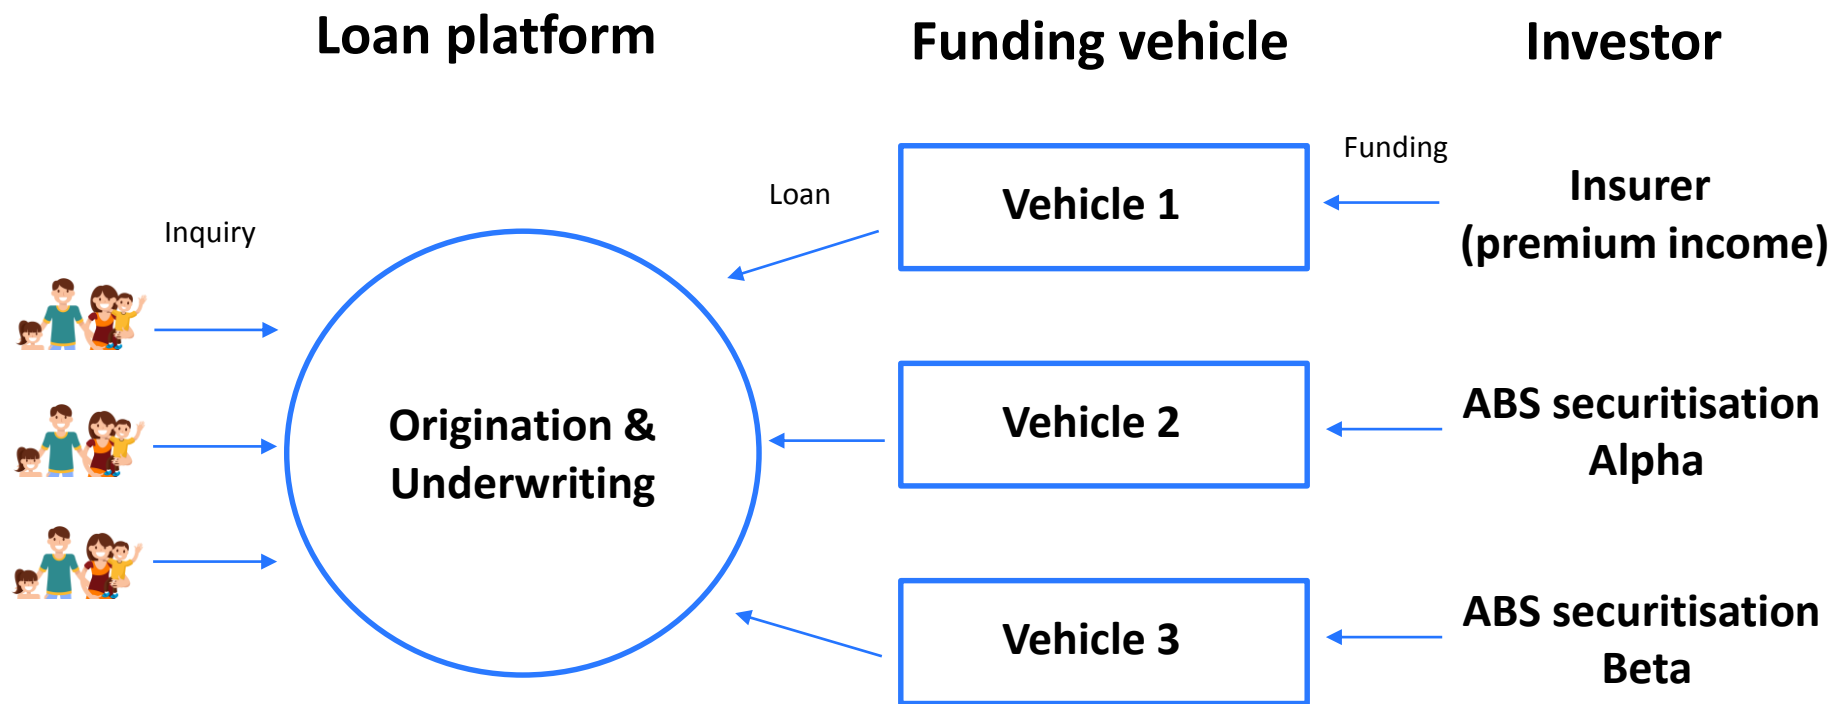 Loan platform
Funding vehicle
Investor
Inquiry
Loan
Funding
Vehicle 1
Insurer
(premium income)
Origination &
Underwriting
Vehicle 2
ABS securitisation
Alpha
Vehicle 3
ABS securitisation
Beta